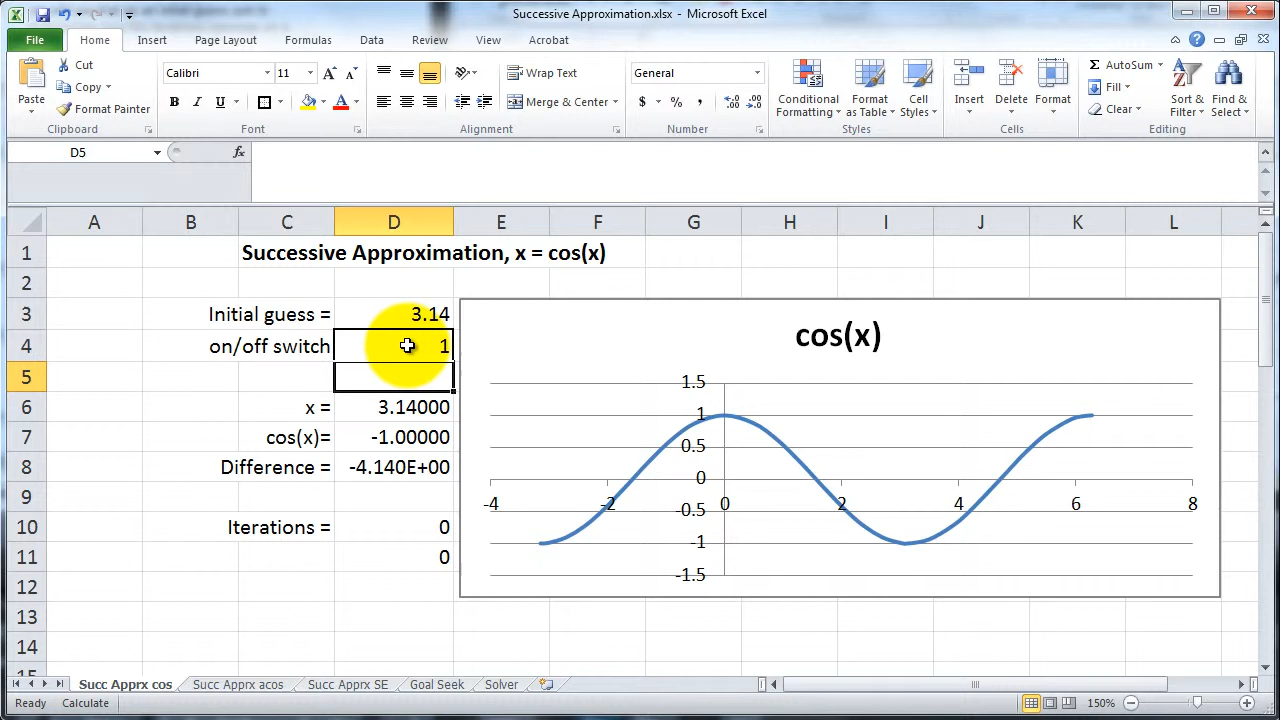 Successive Approximation.xlsx - Microsoft Excel
File Home Insert Page Layout Formulas Data Review View Acrobat
Paste Cut Copy Format Painter Clipboard
Calibri 11 A A B I U A Font
Wrap Text Merge & Center Alignment
General $ % , .0 .00 .00 .0 Number
Conditional Formatting Format as Table Cell Styles Styles
Insert Delete Format Cells
Σ AutoSum Fill Clear Sort & Filter Find & Select Editing
D5 fx
A B C D E F G H I J K L
1 Successive Approximation, x = cos(x)
2
3 Initial guess = 3.14
4 on/off switch 1
5
6 x = 3.14000
7 cos(x)= -1.00000
8 Difference = -4.140E+00
9
10 Iterations = 0
11 0
12
13
14
15
cos(x)
1.5
1
0.5
0
-4 -2 0 2 4 6 8
-0.5
-1
-1.5
Succ Apprx cos Succ Apprx acos Succ Apprx SE Goal Seek Solver
Ready Calculate 150%